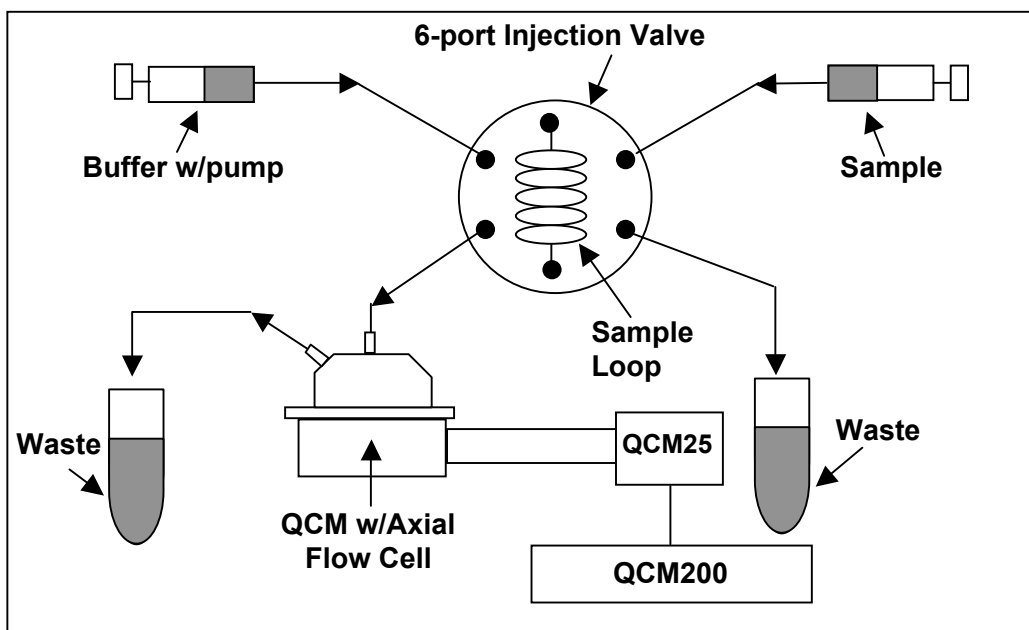 6-port Injection Valve
Buffer w/pump
Sample
Sample
Loop
Waste
QCM25
Waste
QCM w/Axial
Flow Cell
QCM200